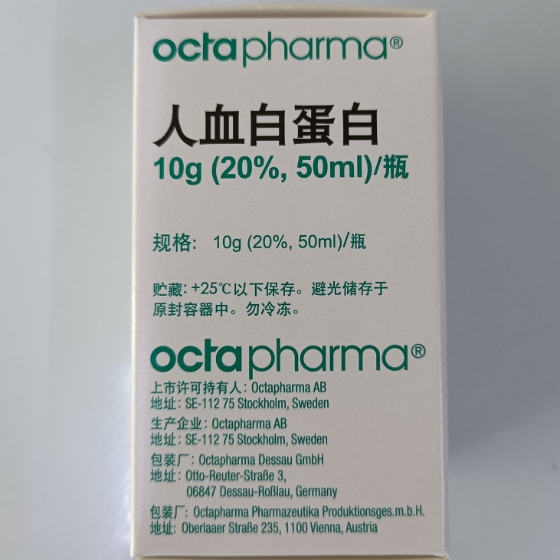 octapharma®
人血白蛋白
10g (20%, 50ml)/瓶
规格: 10g (20%, 50ml)/瓶
贮藏: +25℃以下保存。避光储存于
原封容器中。勿冷冻。
octapharma®
上市许可持有人: Octapharma AB
地址: SE-112 75 Stockholm, Sweden
生产企业: Octapharma AB
地址: SE-112 75 Stockholm, Sweden
包装厂: Octapharma Dessau GmbH
地址: Otto-Reuter-Straße 3,
06847 Dessau-Roßlau, Germany
包装厂: Octapharma Pharmazeutika Produktionsges.m.b.H.
地址: Oberlaaer Straße 235, 1100 Vienna, Austria